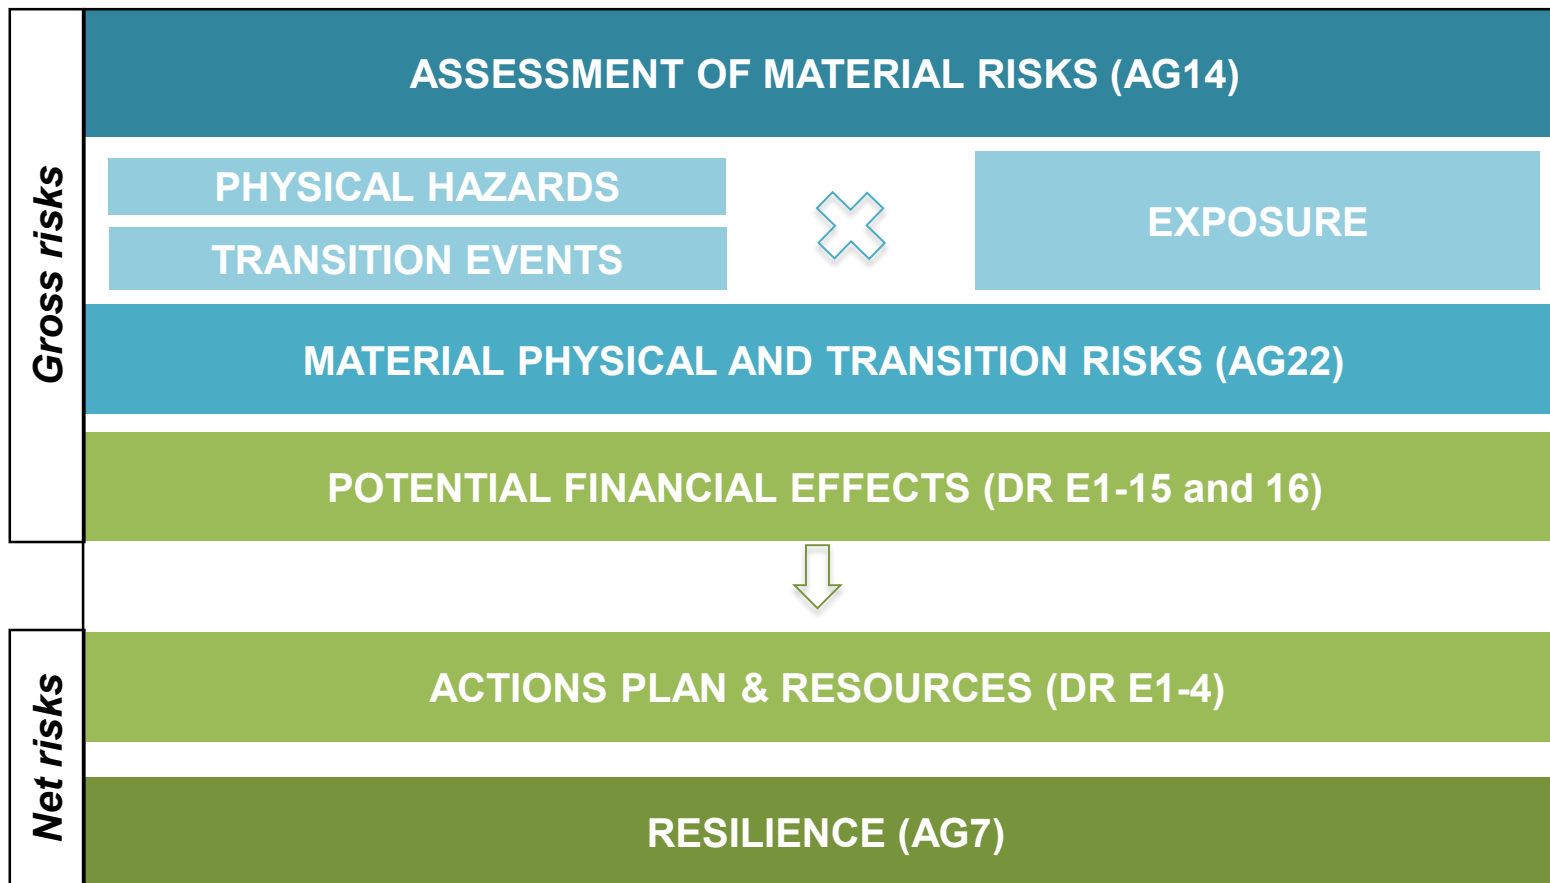 Gross risks
ASSESSMENT OF MATERIAL RISKS (AG14)
PHYSICAL HAZARDS
TRANSITION EVENTS
EXPOSURE
MATERIAL PHYSICAL AND TRANSITION RISKS (AG22)
POTENTIAL FINANCIAL EFFECTS (DR E1-15 and 16)
Net risks
ACTIONS PLAN & RESOURCES (DR E1-4)
RESILIENCE (AG7)